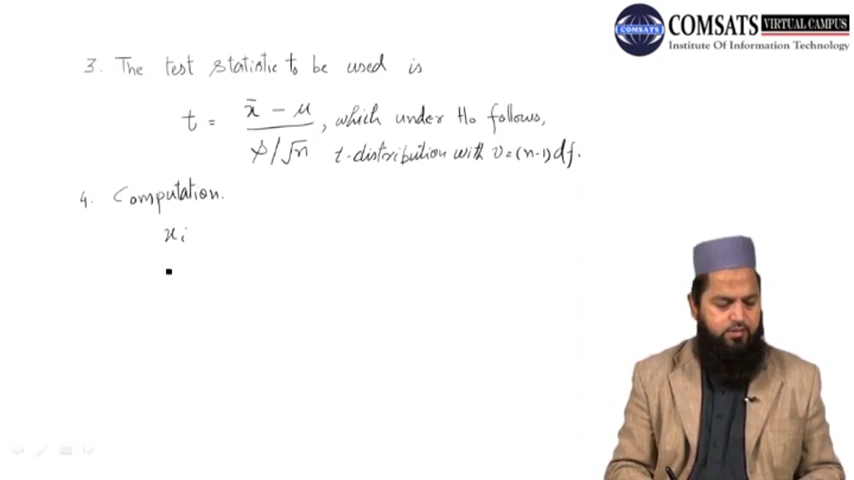 COMSATS VIRTUAL CAMPUS
COMSATS
Institute Of Information Technology
3. The test statistic to be used is
t = x̄ - μ / s/√n, which under Ho follows,
t-distribution with υ=(n-1) df.
4. Computation.
xi